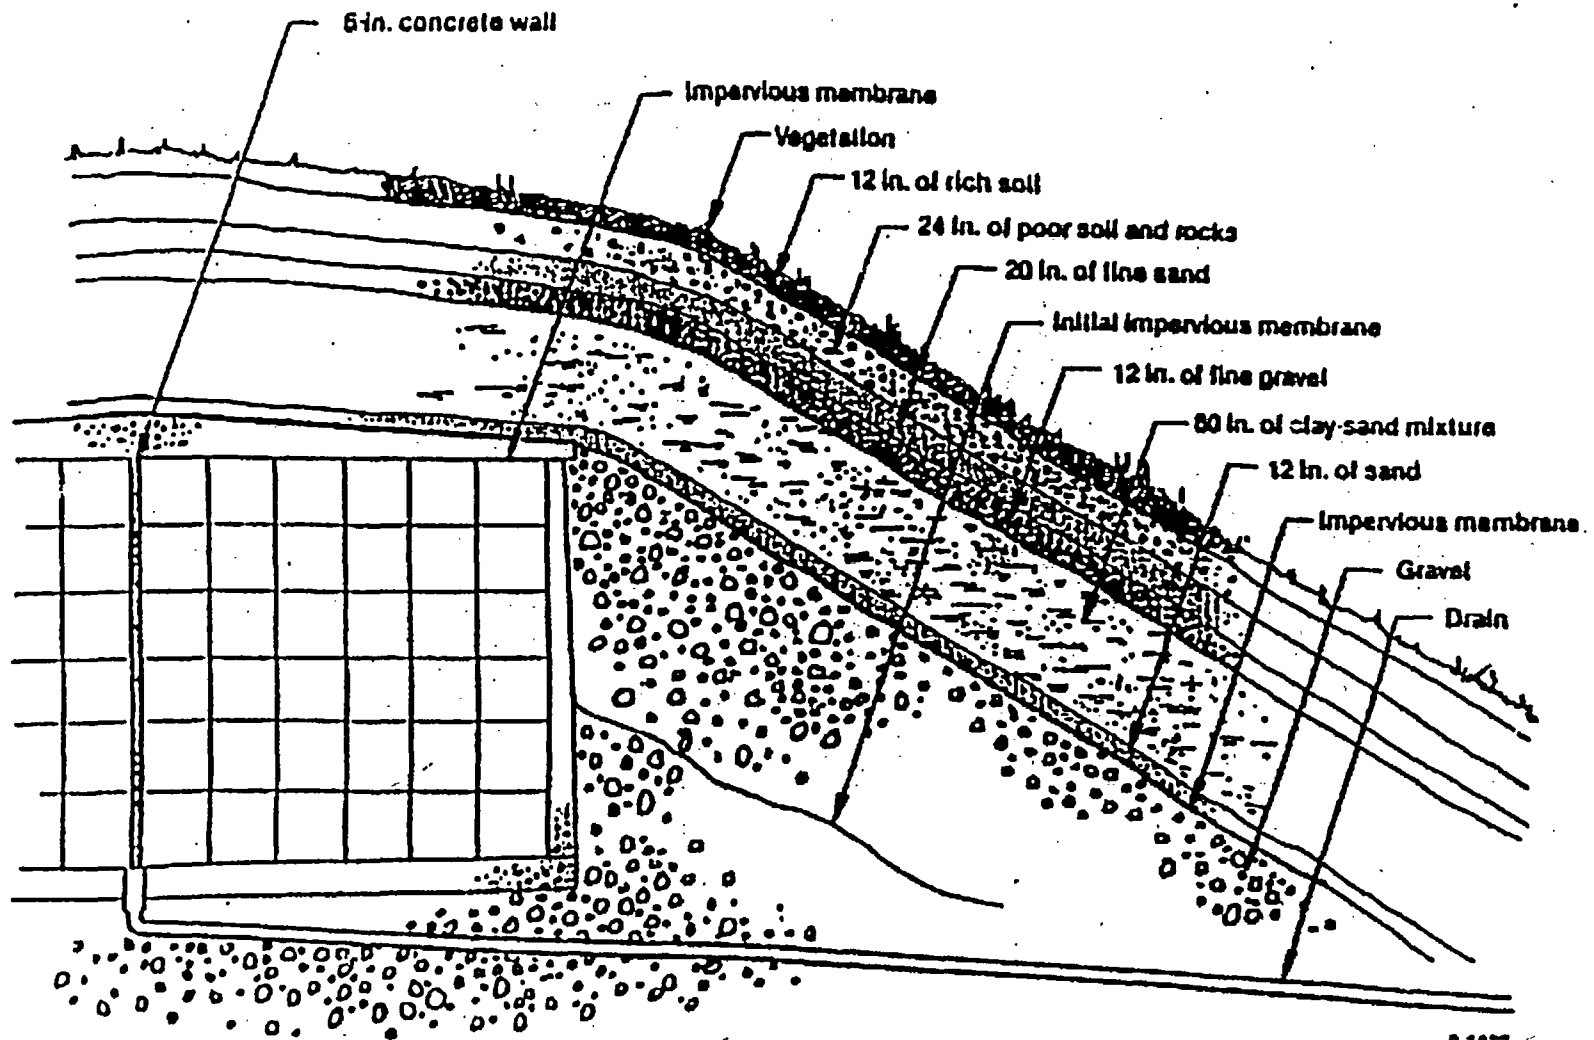 6-in. concrete wall
Impervious membrane
Vegetation
12 in. of rich soil
24 in. of poor soil and rocks
20 in. of fine sand
Initial impervious membrane
12 in. of fine gravel
80 in. of clay-sand mixture
12 in. of sand
Impervious membrane
Gravel
Drain